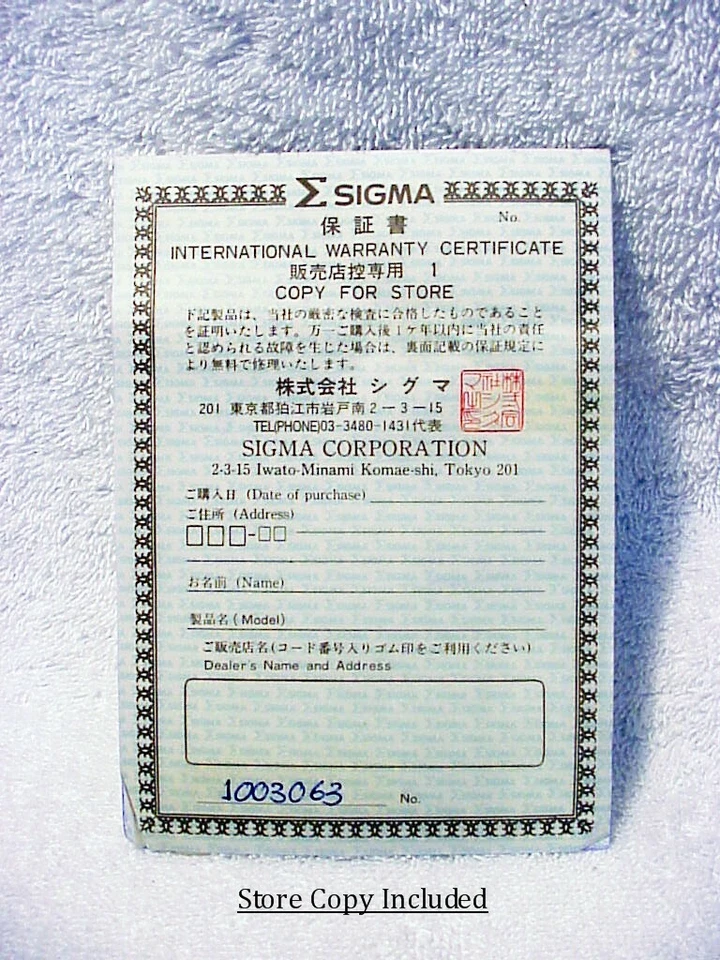 Σ SIGMA
保証書 No.
INTERNATIONAL WARRANTY CERTIFICATE
販売店控専用 1
COPY FOR STORE
下記製品は、当社の厳密な検査に合格したものであること
を証明いたします。万一ご購入後1ケ年以内に当社の責任
と認められる故障を生じた場合は、裏面記載の保証規定に
より無料で修理いたします。
株式会社 シグマ
201 東京都狛江市岩戸南2-3-15
TEL(PHONE)03-3480-1431代表
SIGMA CORPORATION
2-3-15 Iwato-Minami Komae-shi, Tokyo 201
ご購入日 (Date of purchase)
ご住所 (Address)
お名前 (Name)
製品名 (Model)
ご販売店名(コード番号入りゴム印をご利用ください)
Dealer's Name and Address
1003063 No.
Store Copy Included